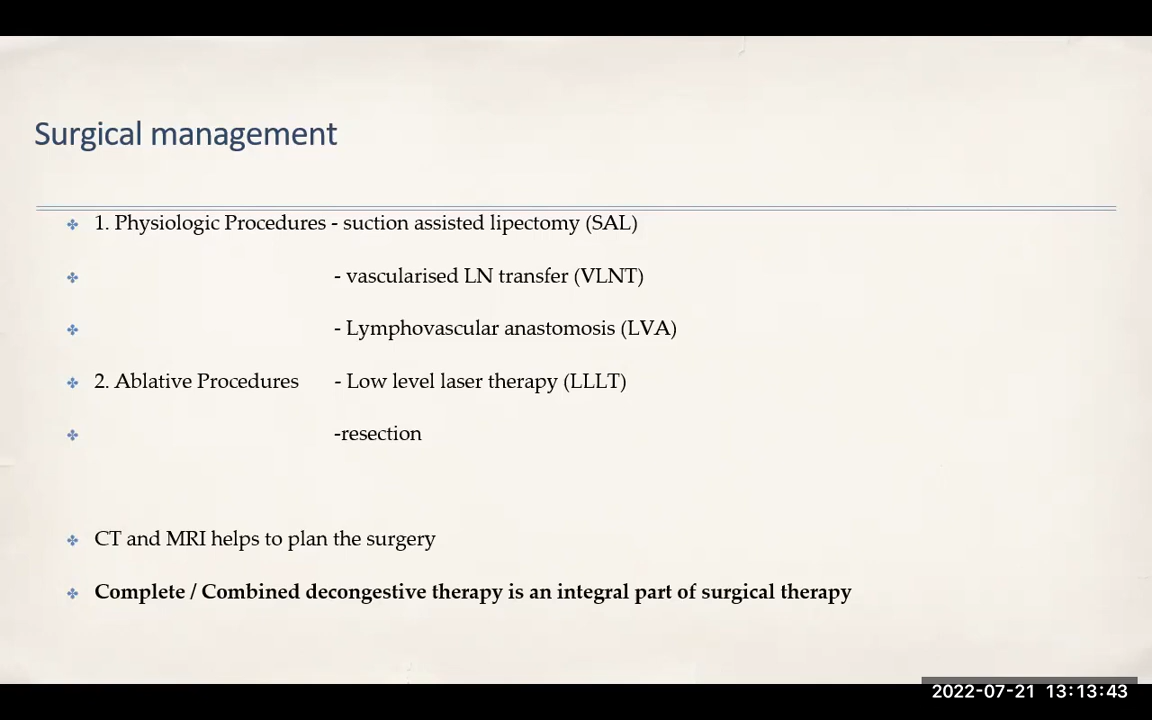 Surgical management
1. Physiologic Procedures - suction assisted lipectomy (SAL)
- vascularised LN transfer (VLNT)
- Lymphovascular anastomosis (LVA)
2. Ablative Procedures - Low level laser therapy (LLLT)
-resection
CT and MRI helps to plan the surgery
Complete / Combined decongestive therapy is an integral part of surgical therapy
2022-07-21 13:13:43